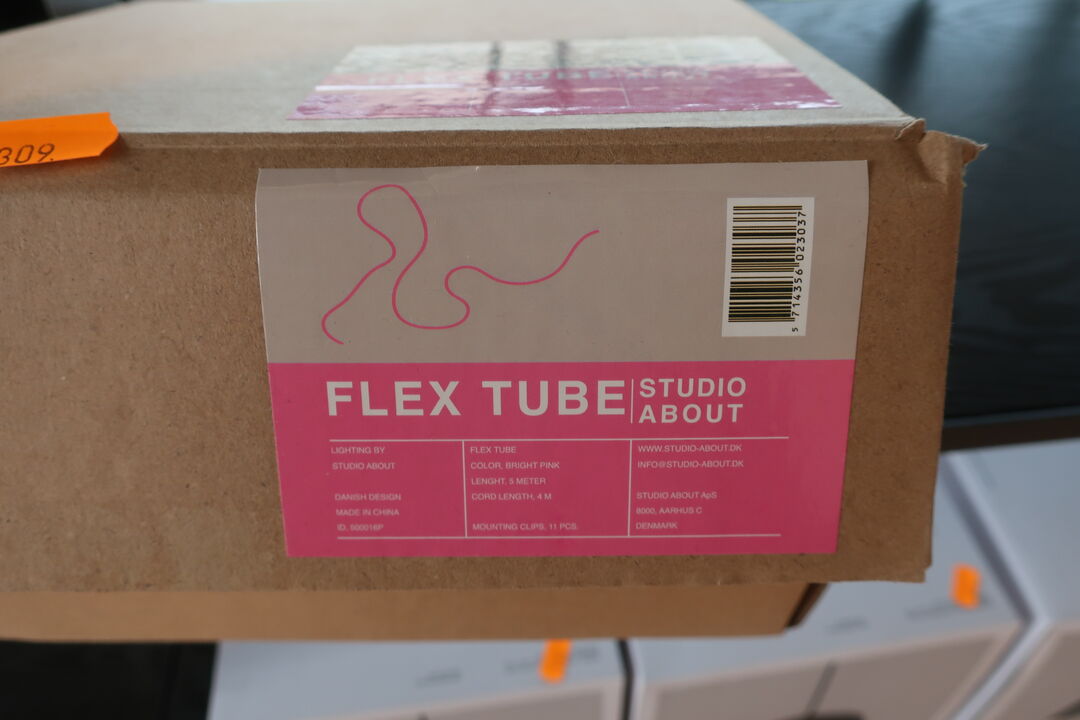 309.
FLEX TUBE
5 714356 023037
FLEX TUBE
STUDIO
ABOUT
LIGHTING BY
STUDIO ABOUT
DANISH DESIGN
MADE IN CHINA
ID, 500016P
FLEX TUBE
COLOR, BRIGHT PINK
LENGHT, 5 METER
CORD LENGTH, 4 M
MOUNTING CLIPS, 11 PCS.
WWW.STUDIO-ABOUT.DK
INFO@STUDIO-ABOUT.DK
STUDIO ABOUT ApS
8000, AARHUS C
DENMARK